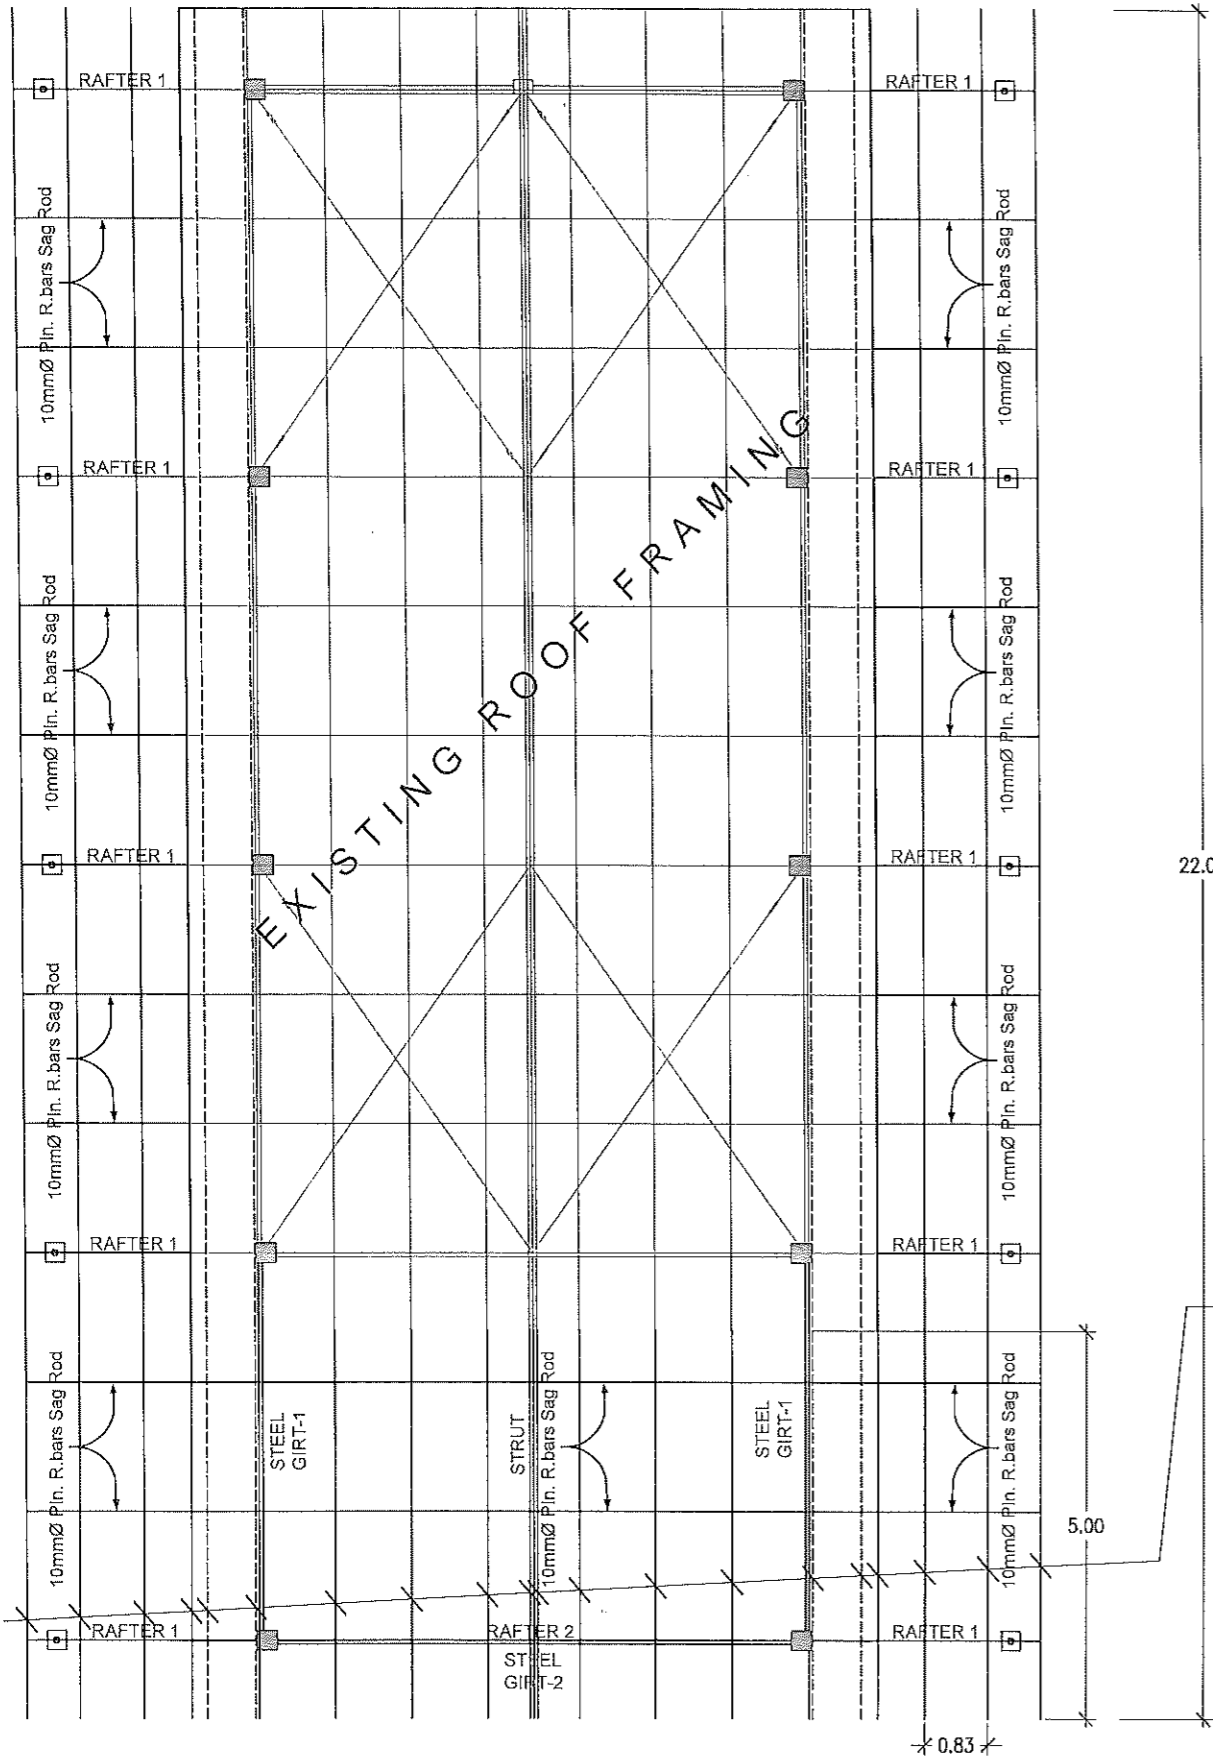 RAFTER 1
RAFTER 1
10mmØ Pln. R.bars Sag Rod
10mmØ Pln. R.bars Sag Rod
RAFTER 1
RAFTER 1
EXISTING ROOF FRAMING
10mmØ Pln. R.bars Sag Rod
10mmØ Pln. R.bars Sag Rod
RAFTER 1
RAFTER 1
22.0
10mmØ Pln. R.bars Sag Rod
10mmØ Pln. R.bars Sag Rod
RAFTER 1
RAFTER 1
10mmØ Pln. R.bars Sag Rod
STEEL
GIRT-1
STRUT
10mmØ Pln. R.bars Sag Rod
STEEL
GIRT-1
10mmØ Pln. R.bars Sag Rod
5.00
RAFTER 1
RAFTER 2
RAFTER 1
STEEL
GIRT-2
0.83